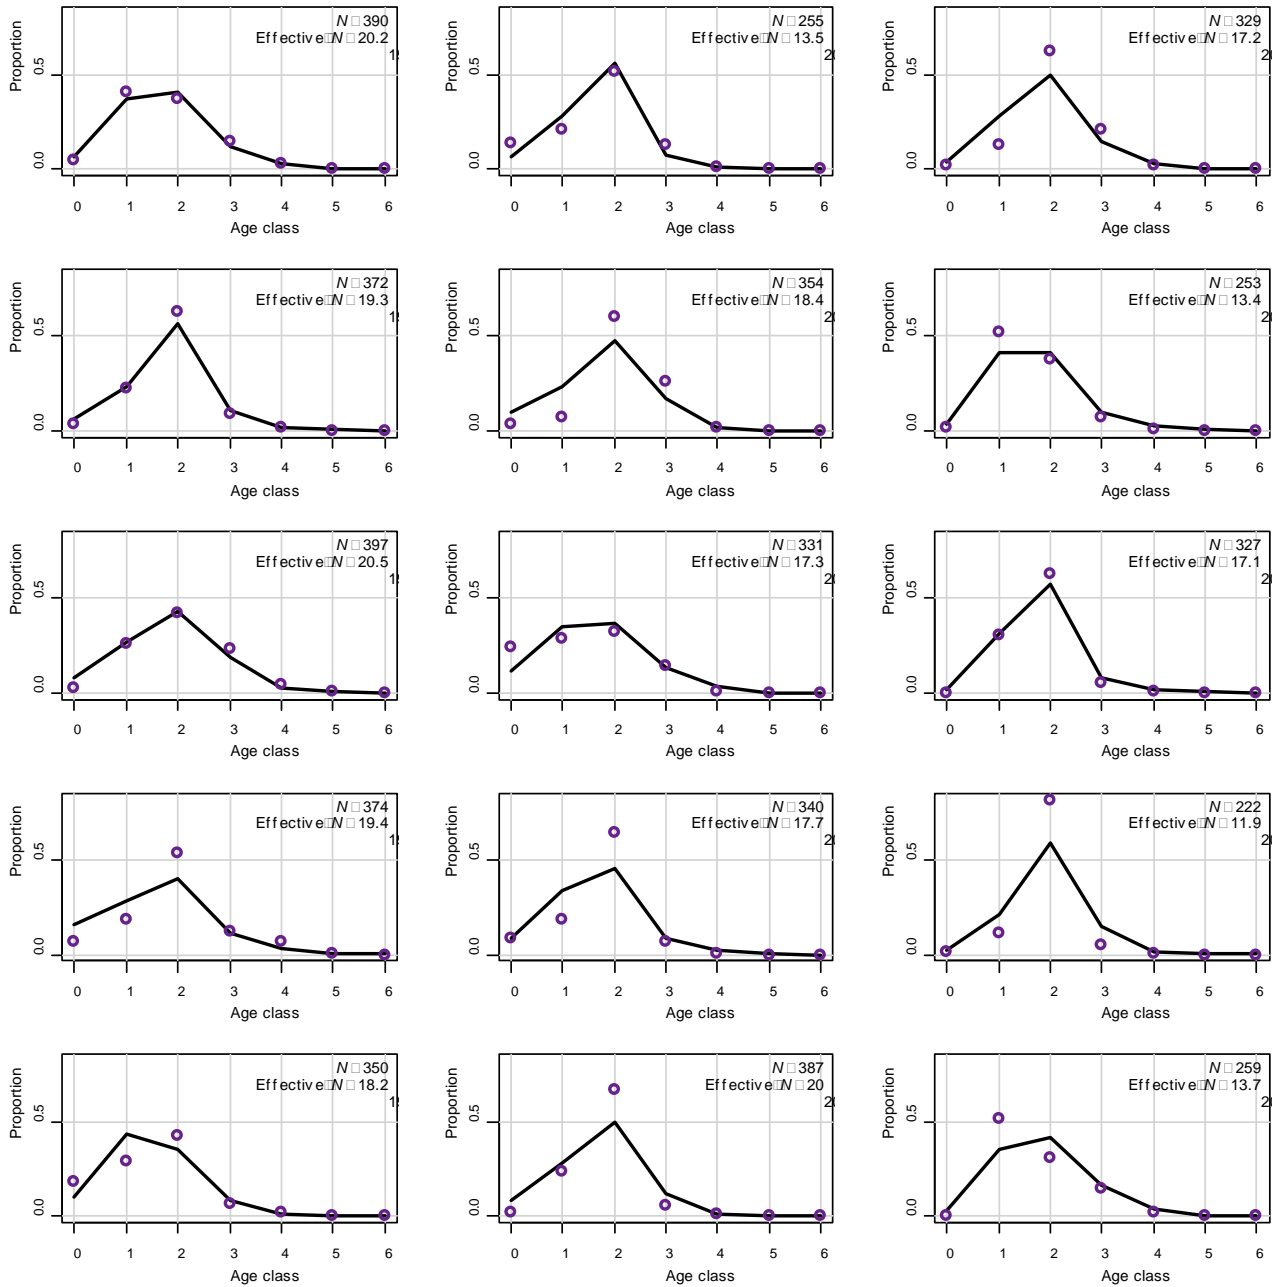 Proportion
0.5
0.0
N□390
Effective□N□20.2
0 1 2 3 4 5 6
Age class
Proportion
0.5
0.0
N□255
Effective□N□13.5
0 1 2 3 4 5 6
Age class
Proportion
0.5
0.0
N□329
Effective□N□17.2
0 1 2 3 4 5 6
Age class
Proportion
0.5
0.0
N□372
Effective□N□19.3
0 1 2 3 4 5 6
Age class
Proportion
0.5
0.0
N□354
Effective□N□18.4
0 1 2 3 4 5 6
Age class
Proportion
0.5
0.0
N□253
Effective□N□13.4
0 1 2 3 4 5 6
Age class
Proportion
0.5
0.0
N□397
Effective□N□20.5
0 1 2 3 4 5 6
Age class
Proportion
0.5
0.0
N□331
Effective□N□17.3
0 1 2 3 4 5 6
Age class
Proportion
0.5
0.0
N□327
Effective□N□17.1
0 1 2 3 4 5 6
Age class
Proportion
0.5
0.0
N□374
Effective□N□19.4
0 1 2 3 4 5 6
Age class
Proportion
0.5
0.0
N□340
Effective□N□17.7
0 1 2 3 4 5 6
Age class
Proportion
0.5
0.0
N□222
Effective□N□11.9
0 1 2 3 4 5 6
Age class
Proportion
0.5
0.0
N□350
Effective□N□18.2
0 1 2 3 4 5 6
Age class
Proportion
0.5
0.0
N□387
Effective□N□20
0 1 2 3 4 5 6
Age class
Proportion
0.5
0.0
N□259
Effective□N□13.7
0 1 2 3 4 5 6
Age class